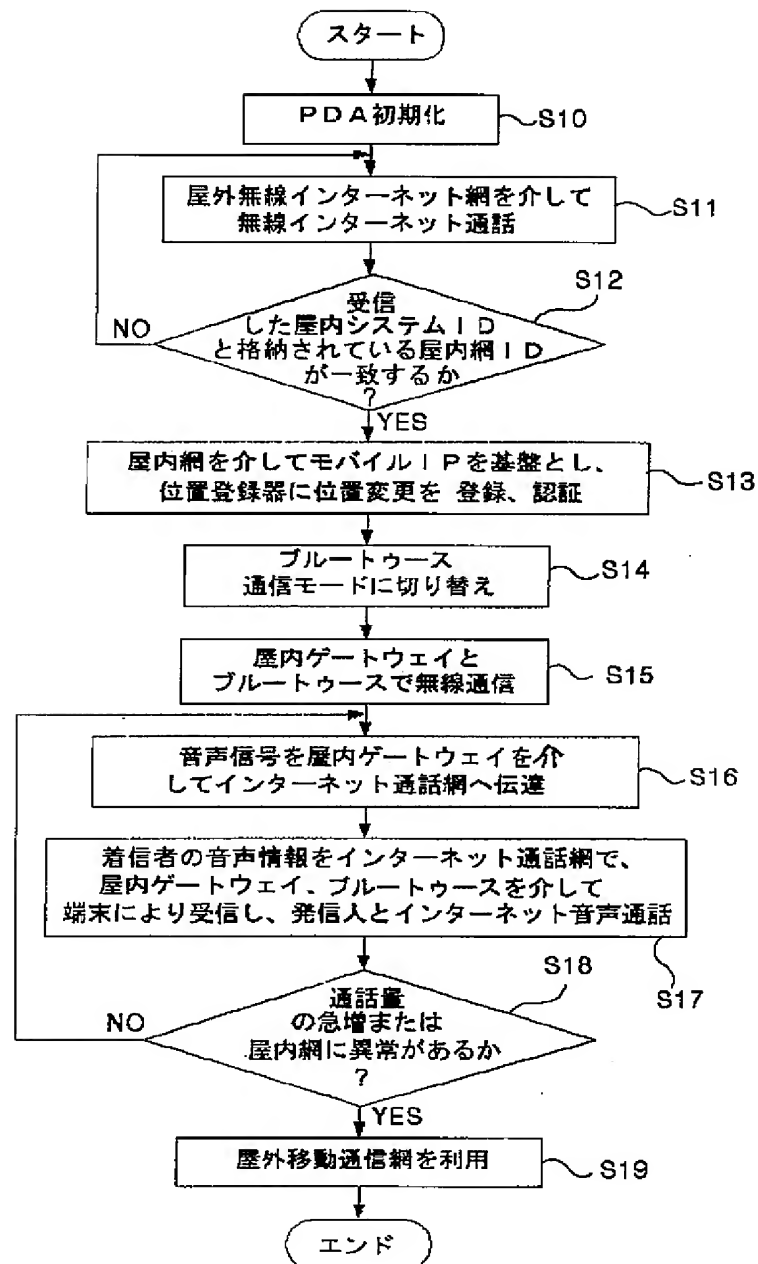 スタート
PDA初期化
S10
屋外無線インターネット網を介して
無線インターネット通話
S11
受信
した屋内システムID
と格納されている屋内網ID
が一致するか
?
S12
NO
YES
屋内網を介してモバイルIPを基盤とし、
位置登録器に位置変更を 登録、認証
S13
ブルートゥース
通信モードに切り替え
S14
屋内ゲートウェイと
ブルートゥースで無線通信
S15
音声信号を屋内ゲートウェイを介
してインターネット通話網へ伝達
S16
着信者の音声情報をインターネット通話網で、
屋内ゲートウェイ、ブルートゥースを介して
端末により受信し、発信人とインターネット音声通話
S17
通話量
の急増または
屋内網に異常があるか
?
S18
NO
YES
屋外移動通信網を利用
S19
エンド